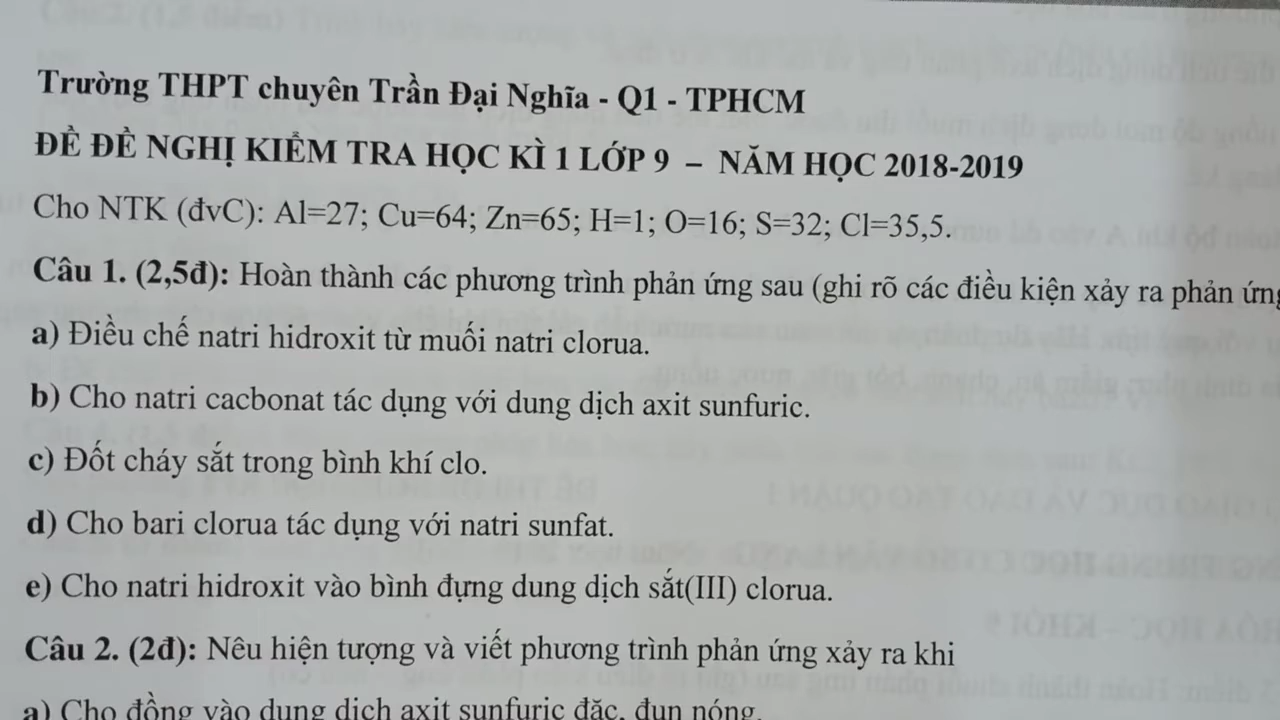 Trường THPT chuyên Trần Đại Nghĩa - Q1 - TPHCM
ĐỀ ĐỀ NGHỊ KIỂM TRA HỌC KÌ 1 LỚP 9 – NĂM HỌC 2018-2019
Cho NTK (đvC): Al=27; Cu=64; Zn=65; H=1; O=16; S=32; Cl=35,5.
Câu 1. (2,5đ): Hoàn thành các phương trình phản ứng sau (ghi rõ các điều kiện xảy ra phản ứng
a) Điều chế natri hidroxit từ muối natri clorua.
b) Cho natri cacbonat tác dụng với dung dịch axit sunfuric.
c) Đốt cháy sắt trong bình khí clo.
d) Cho bari clorua tác dụng với natri sunfat.
e) Cho natri hidroxit vào bình đựng dung dịch sắt(III) clorua.
Câu 2. (2đ): Nêu hiện tượng và viết phương trình phản ứng xảy ra khi
a) Cho đồng vào dung dịch axit sunfuric đặc, đun nóng.